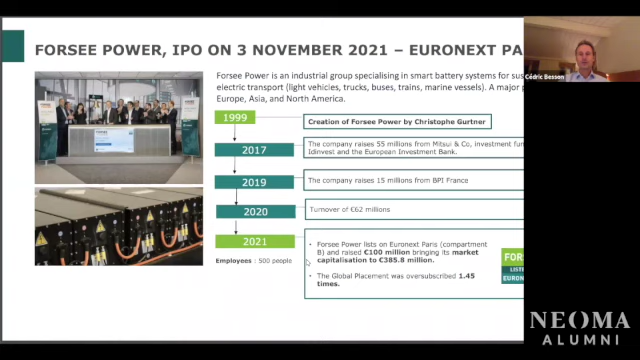 FORSEE POWER, IPO ON 3 NOVEMBER 2021 – EURONEXT PA
Cédric Besson
Forsee Power is an industrial group specialising in smart battery systems for sus
electric transport (light vehicles, trucks, buses, trains, marine vessels). A major p
Europe, Asia, and North America.
1999
Creation of Forsee Power by Christophe Gurtner
2017
The company raises 55 millions from Mitsui & Co, investment fun
Idinvest and the European Investment Bank.
2019
The company raises 15 millions from BPI France
2020
Turnover of €62 millions
2021
Employees : 500 people
Forsee Power lists on Euronext Paris (compartment
B) and raised €100 million bringing its market
capitalisation to €385.8 million.
The Global Placement was oversubscribed 1.45
times.
FOR
LISTE
EURON
NEOMA
ALUMNI